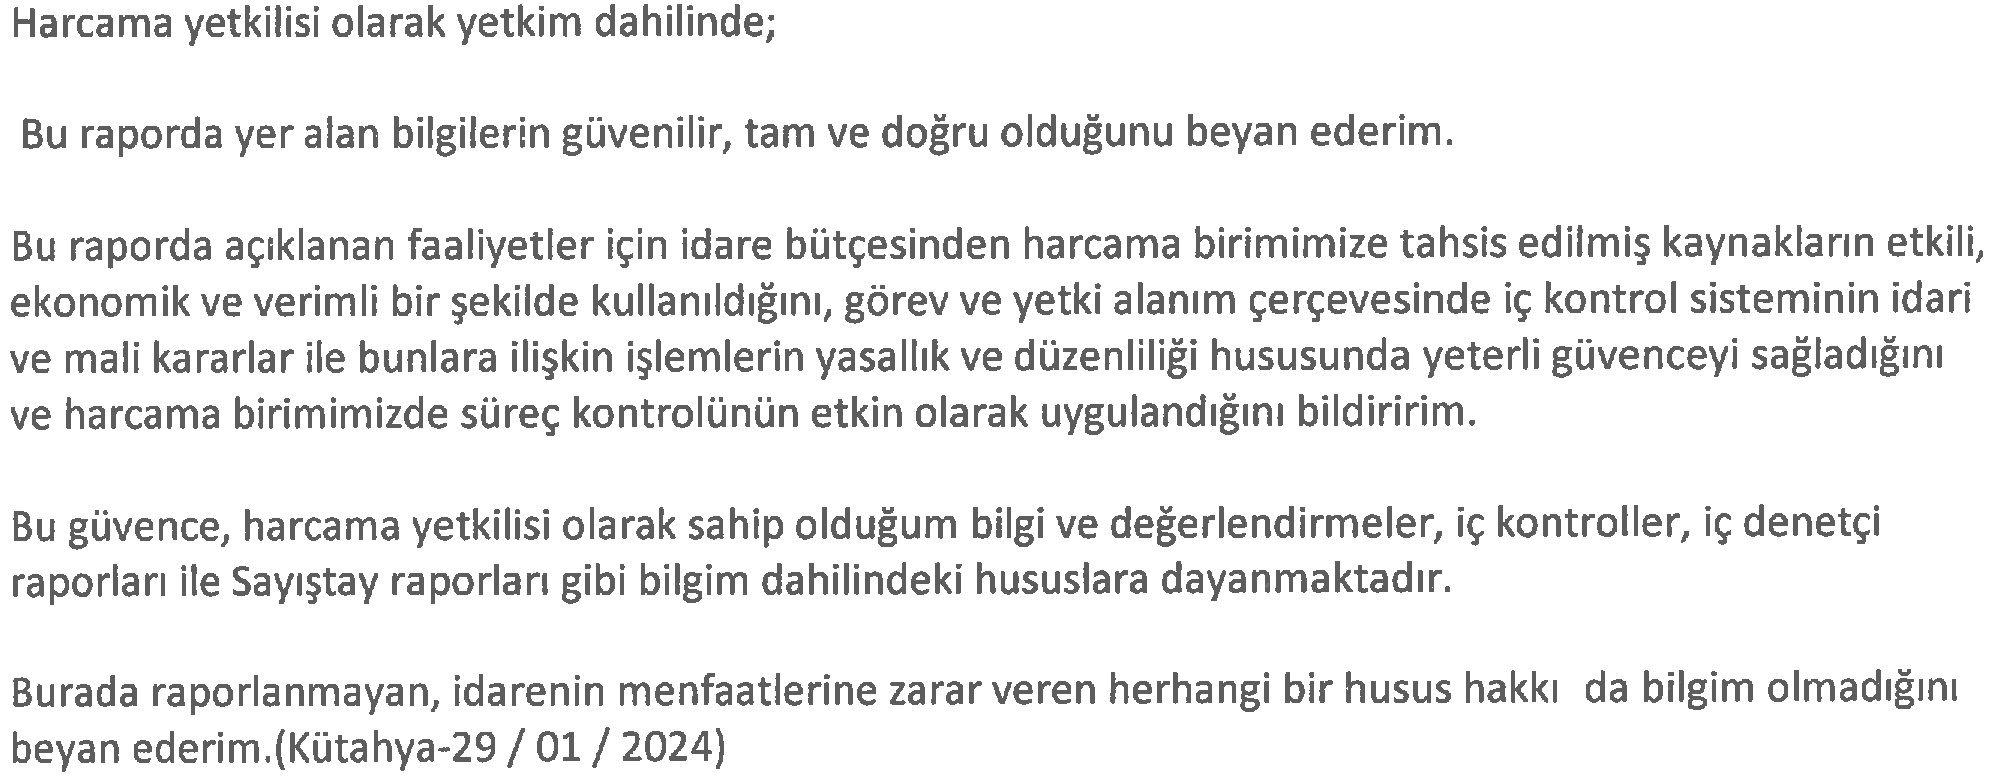 Harcama yetkilisi olarak yetkim dahilinde;
Bu raporda yer alan bilgilerin güvenilir, tam ve doğru olduğunu beyan ederim.
Bu raporda açıklanan faaliyetler için idare bütçesinden harcama birimimize tahsis edilmiş kaynakların etkili,
ekonomik ve verimli bir şekilde kullanıldığını, görev ve yetki alanım çerçevesinde iç kontrol sisteminin idari
ve mali kararlar ile bunlara ilişkin işlemlerin yasallık ve düzenliliği hususunda yeterli güvenceyi sağladığını
ve harcama birimimizde süreç kontrolünün etkin olarak uygulandığını bildiririm.
Bu güvence, harcama yetkilisi olarak sahip olduğum bilgi ve değerlendirmeler, iç kontroller, iç denetçi
raporları ile Sayıştay raporları gibi bilgim dahilindeki hususlara dayanmaktadır.
Burada raporlanmayan, idarenin menfaatlerine zarar veren herhangi bir husus hakkı  da bilgim olmadığını
beyan ederim.(Kütahya-29 / 01 / 2024)